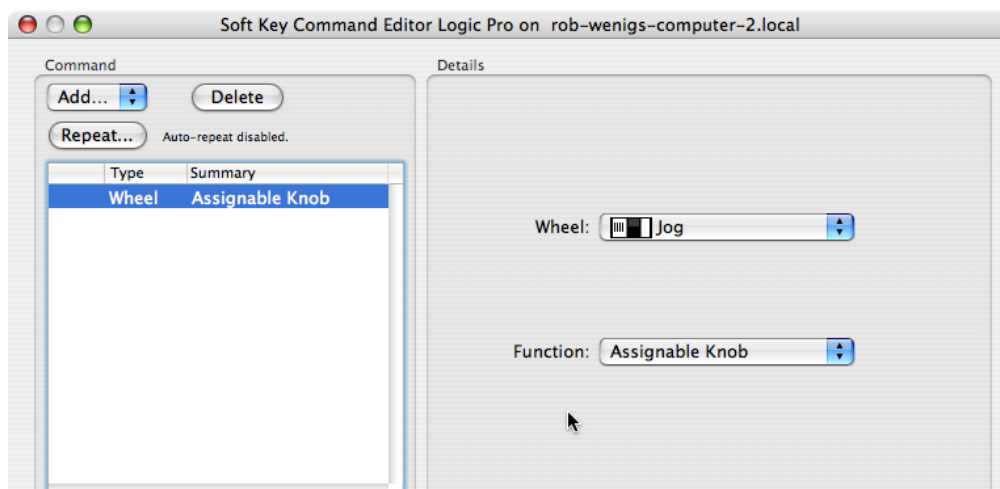 Soft Key Command Editor Logic Pro on rob-wenigs-computer-2.local
Command
Add...
Delete
Repeat...
Auto-repeat disabled.
Type Summary
Wheel Assignable Knob
Details
Wheel: Jog
Function: Assignable Knob